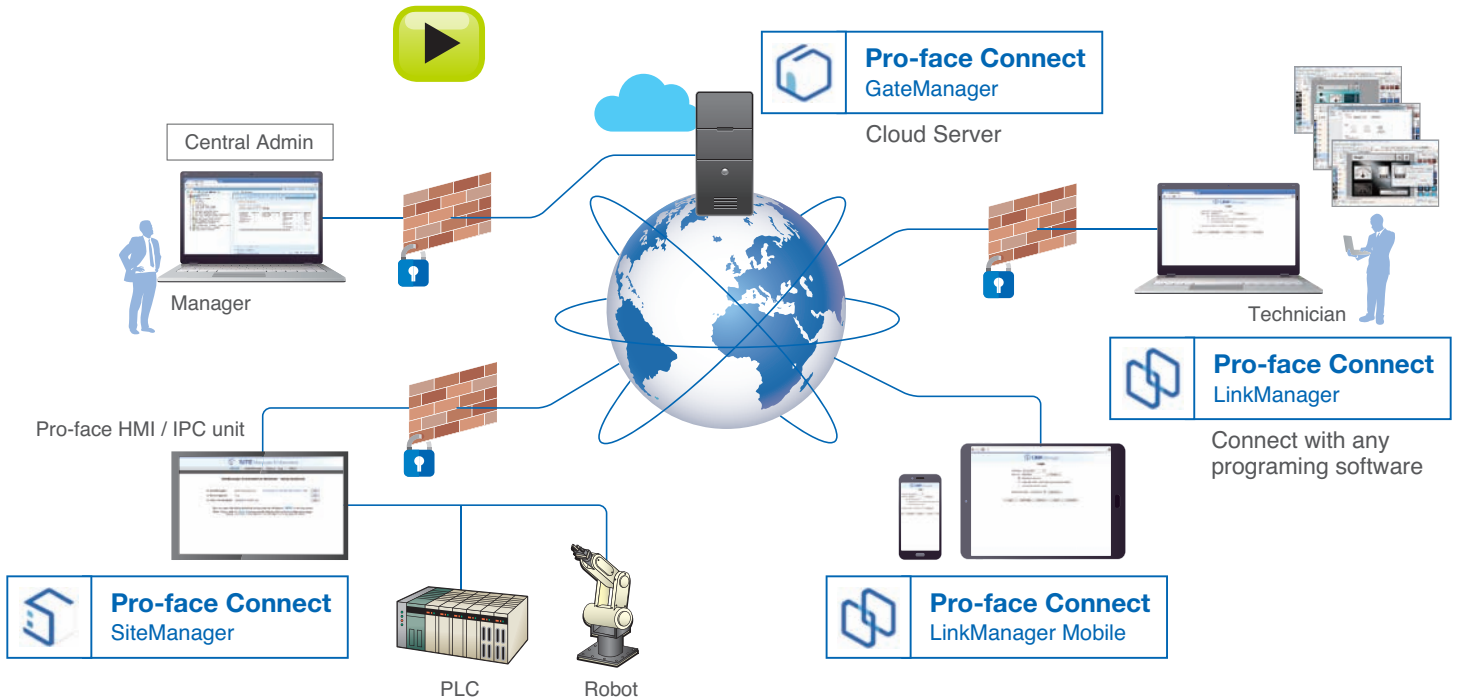 Pro-face Connect
GateManager
Cloud Server
Central Admin
Manager
Technician
Pro-face Connect
LinkManager
Connect with any
programing software
Pro-face HMI / IPC unit
Pro-face Connect
SiteManager
PLC
Robot
Pro-face Connect
LinkManager Mobile